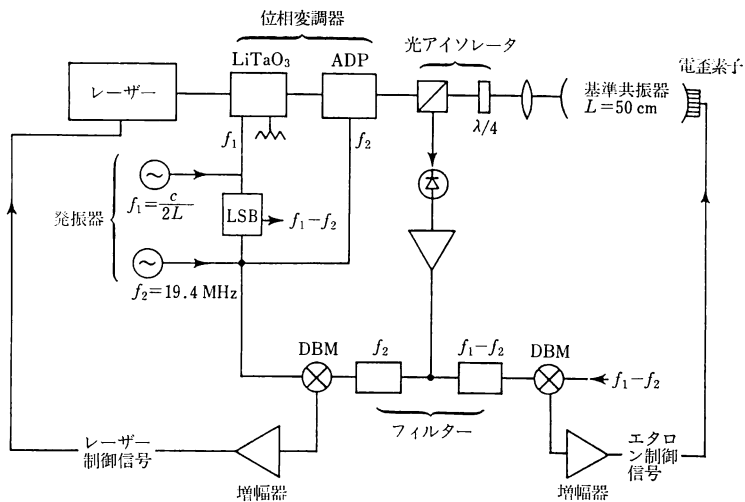 位相変調器
LiTaO₃
ADP
光アイソレータ
電歪素子
レーザー
基準共振器
L=50 cm
λ/4
f₁
f₂
発振器
f₁=c/2L
LSB
f₁−f₂
f₂=19.4 MHz
DBM
f₂
f₁−f₂
DBM
f₁−f₂
フィルター
レーザー
制御信号
増幅器
増幅器
エタロ
ン制御
信号